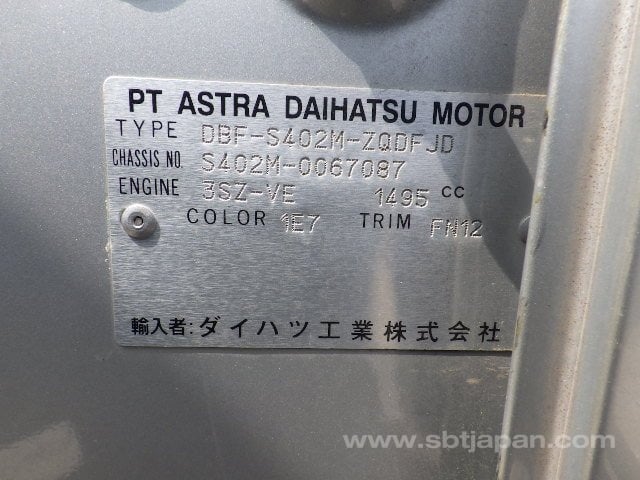 PT ASTRA DAIHATSU MOTOR
TYPE DBF-S402M-ZQDFJD
CHASSIS NO. S402M-0067087
ENGINE 3SZ-VE 1495 cc
COLOR 1E7 TRIM FN12
輸入者: ダイハツ工業株式会社
www.sbtjapan.com